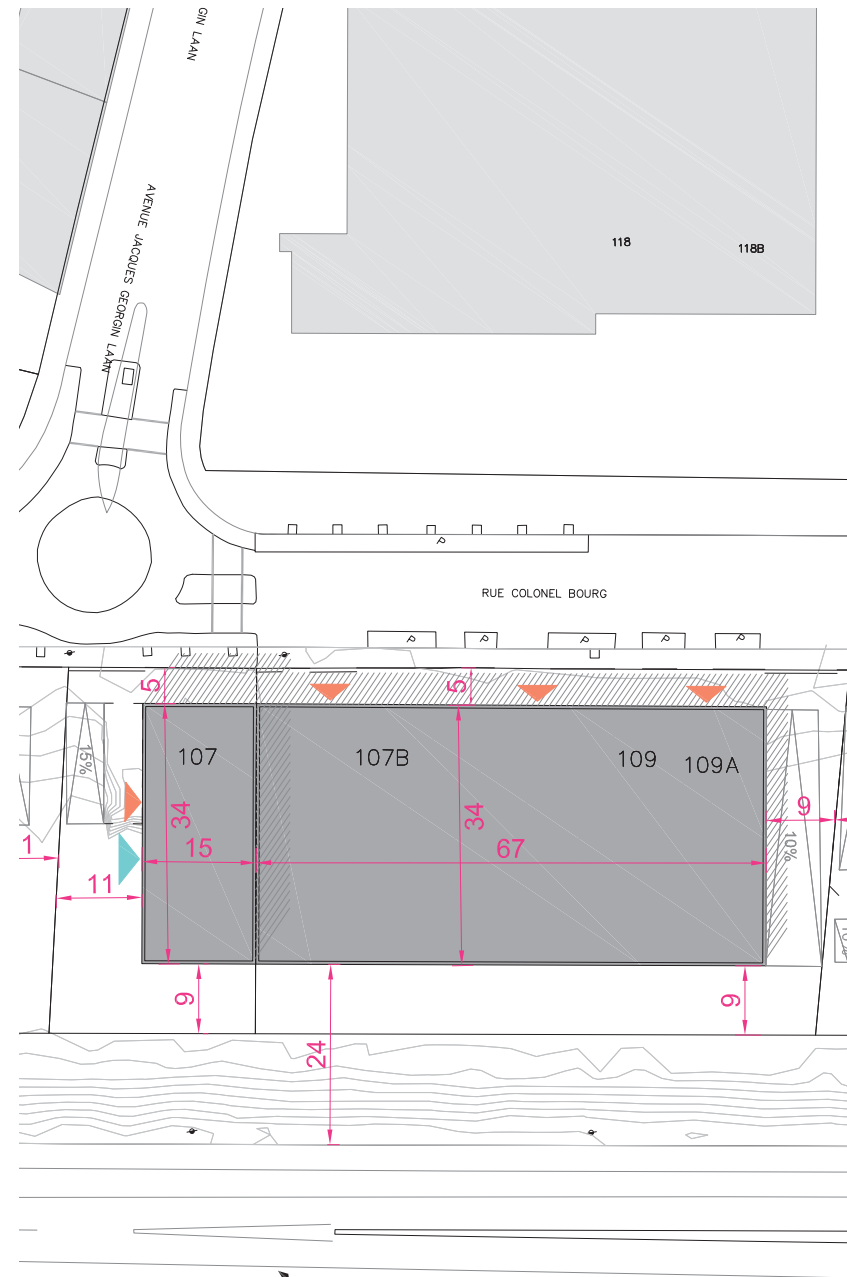 GIN LAAN
AVENUE JACQUES GEORGIN LAAN
118
118B
P
RUE COLONEL BOURG
P
P
P
P
P
5
5
107
107B
109
109A
15%
34
34
9
10%
1
15
67
11
9
9
24